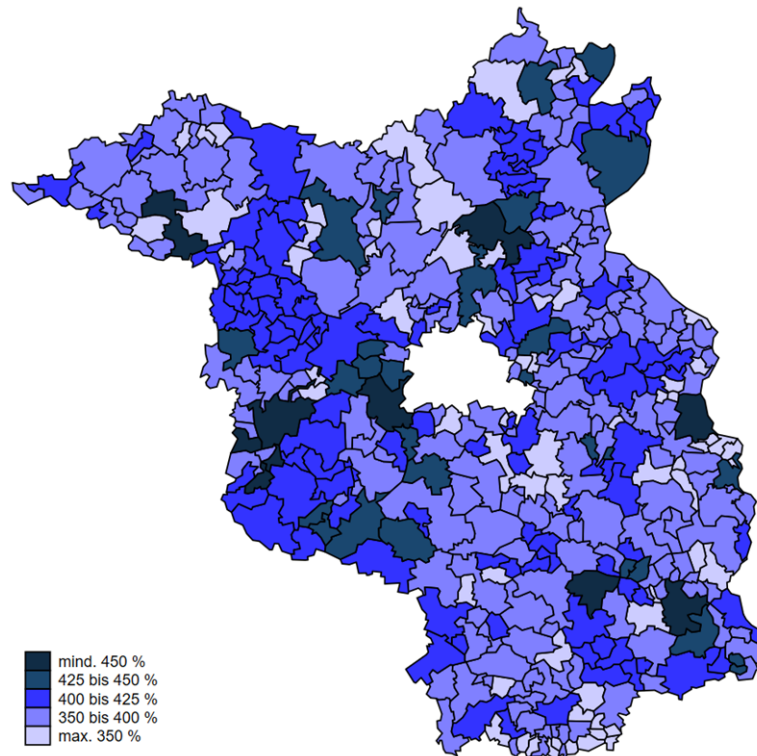 mind. 450 %
425 bis 450 %
400 bis 425 %
350 bis 400 %
max. 350 %